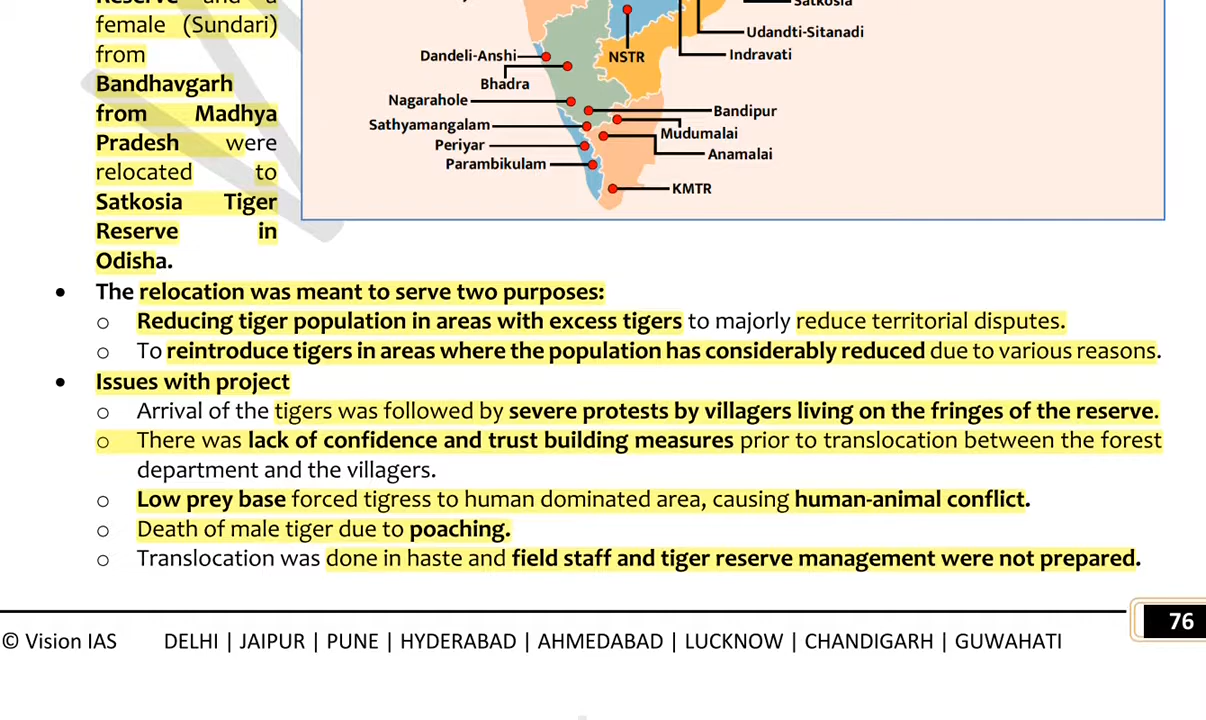 Reserve and a
female (Sundari)
from
Bandhavgarh
from Madhya
Pradesh were
relocated to
Satkosia Tiger
Reserve in
Odisha.
Satkosia
Udandti-Sitanadi
Indravati
NSTR
Dandeli-Anshi
Bhadra
Nagarahole
Bandipur
Sathyamangalam
Mudumalai
Periyar
Anamalai
Parambikulam
KMTR
• The relocation was meant to serve two purposes:
o Reducing tiger population in areas with excess tigers to majorly reduce territorial disputes.
o To reintroduce tigers in areas where the population has considerably reduced due to various reasons.
• Issues with project
o Arrival of the tigers was followed by severe protests by villagers living on the fringes of the reserve.
o There was lack of confidence and trust building measures prior to translocation between the forest
department and the villagers.
o Low prey base forced tigress to human dominated area, causing human-animal conflict.
o Death of male tiger due to poaching.
o Translocation was done in haste and field staff and tiger reserve management were not prepared.
76
© Vision IAS DELHI | JAIPUR | PUNE | HYDERABAD | AHMEDABAD | LUCKNOW | CHANDIGARH | GUWAHATI